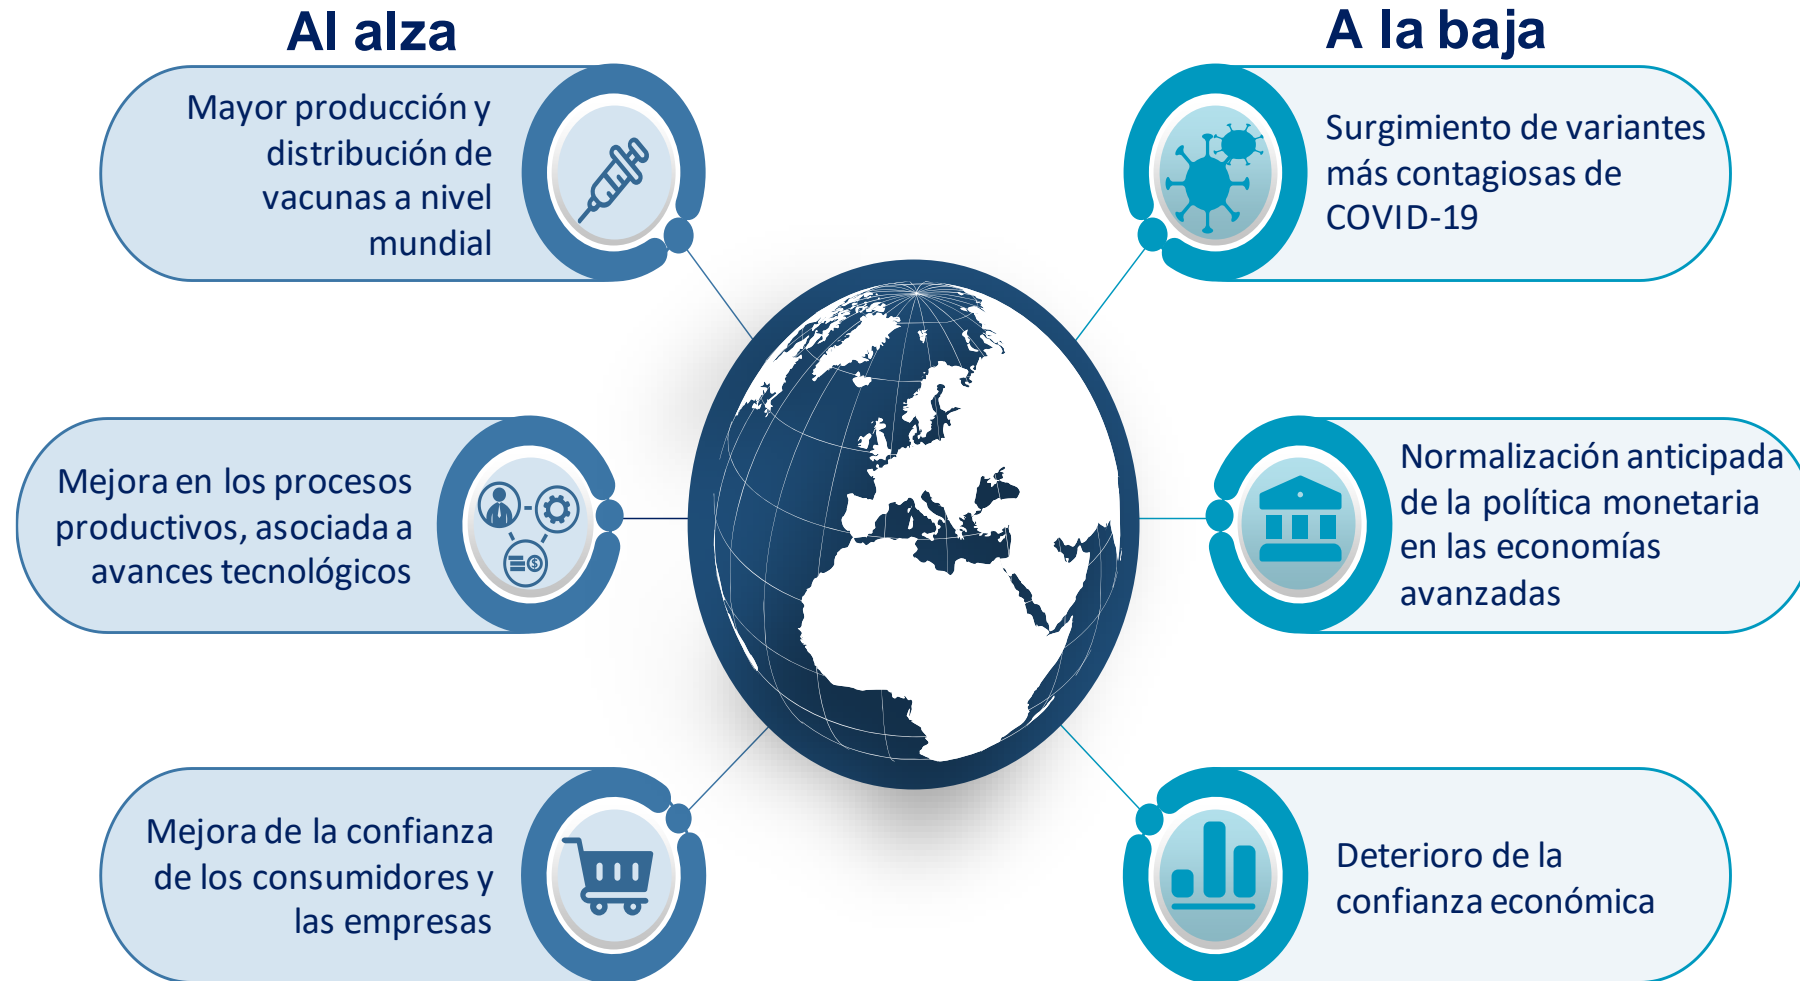 Al alza
Mayor producción y
distribución de
vacunas a nivel
mundial
Mejora en los procesos
productivos, asociada a
avances tecnológicos
$
Mejora de la confianza
de los consumidores y
las empresas
A la baja
Surgimiento de variantes
más contagiosas de
COVID-19
Normalización anticipada
de la política monetaria
en las economías
avanzadas
Deterioro de la
confianza económica